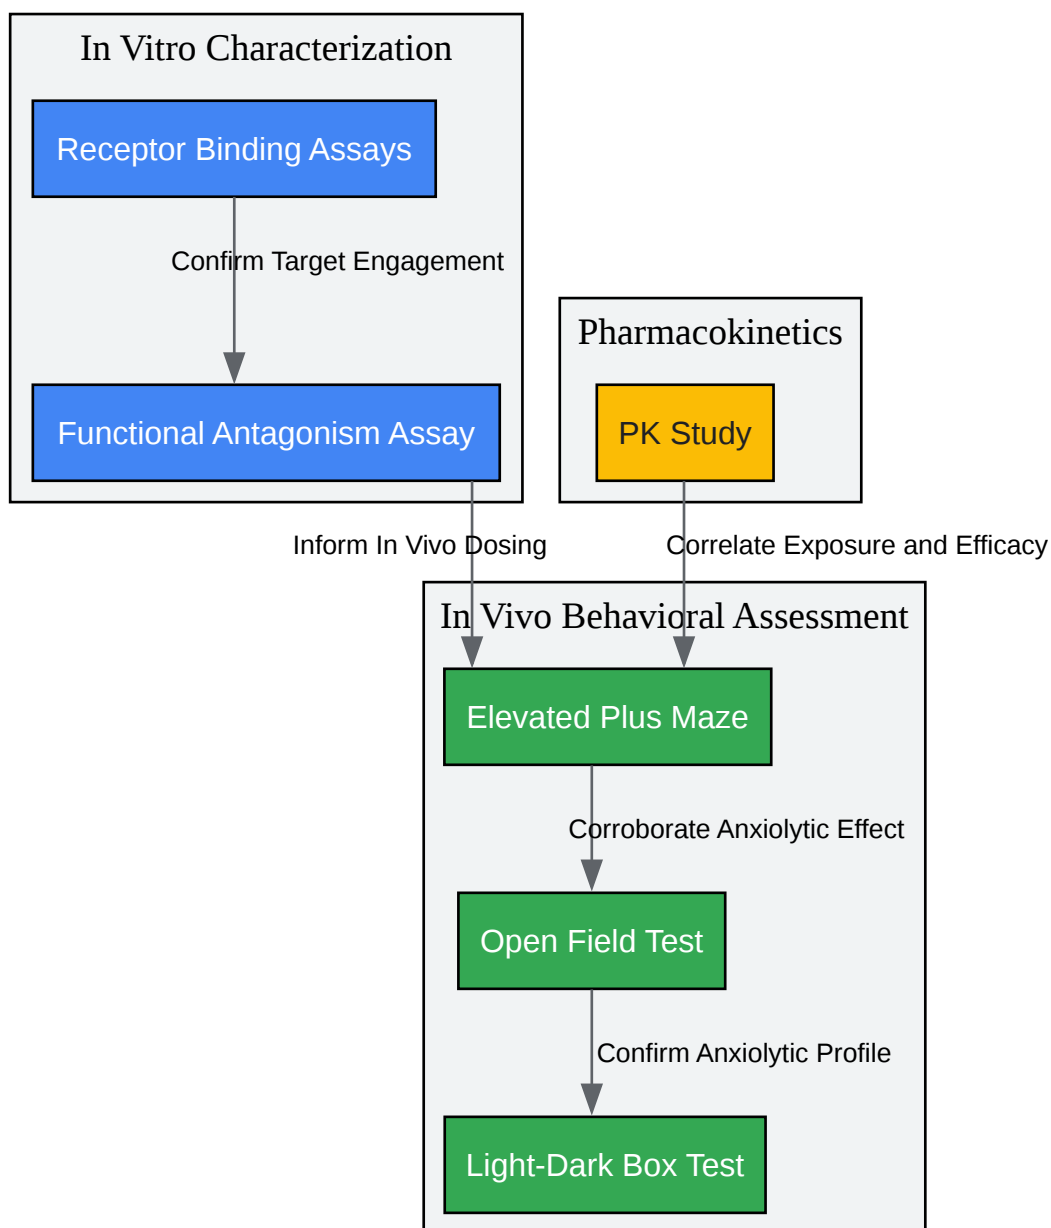 In Vitro Characterization
Receptor Binding Assays
Confirm Target Engagement
Functional Antagonism Assay
Pharmacokinetics
PK Study
Inform In Vivo Dosing
Correlate Exposure and Efficacy
In Vivo Behavioral Assessment
Elevated Plus Maze
Corroborate Anxiolytic Effect
Open Field Test
Confirm Anxiolytic Profile
Light-Dark Box Test